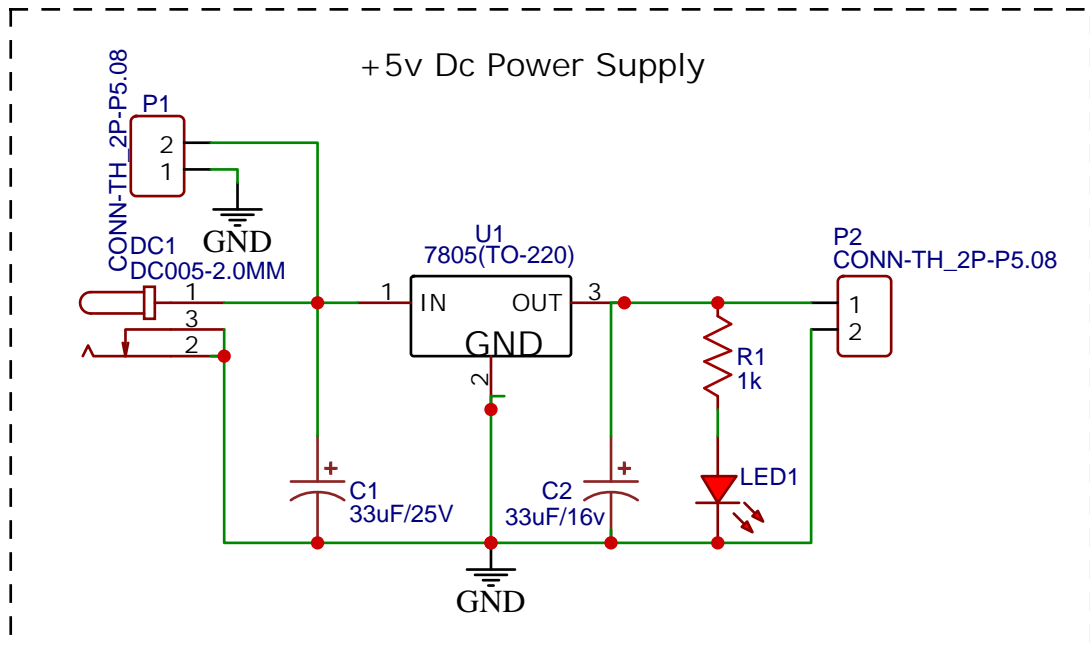 +5v Dc Power Supply
CONN-TH_2P-P5.08
P1
2
1
GND
DC1
DC005-2.0MM
1
3
2
U1
7805(TO-220)
1
IN
OUT
3
GND
2
P2
CONN-TH_2P-P5.08
1
2
R1
1k
+
C1
33uF/25V
+
C2
33uF/16v
LED1
GND